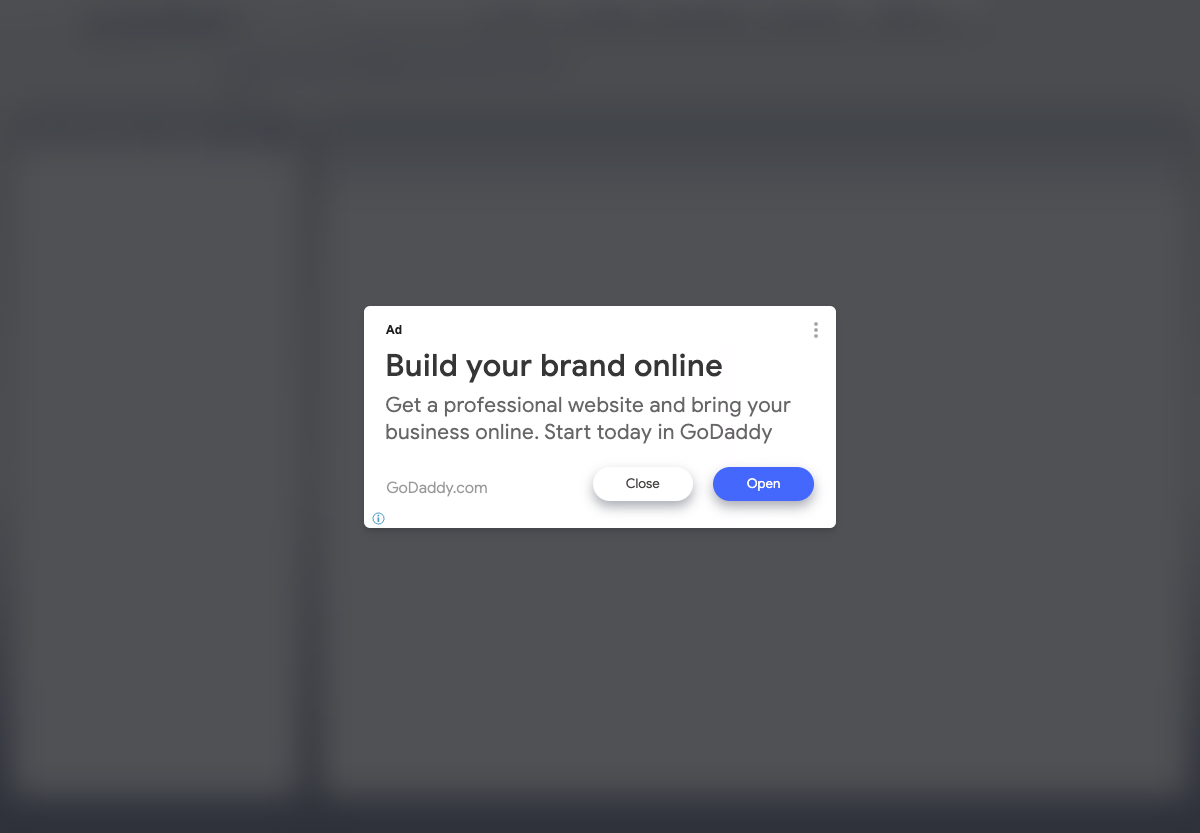 Ad
Build your brand online
Get a professional website and bring your
business online. Start today in GoDaddy
GoDaddy.com
Close
Open